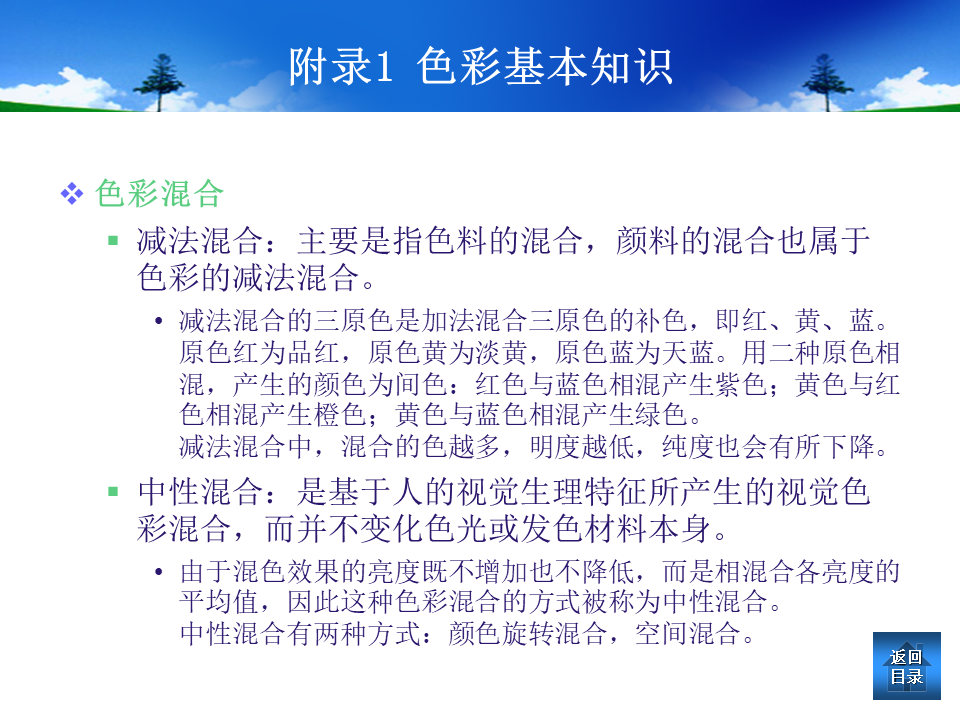 附录1 色彩基本知识
色彩混合
减法混合：主要是指色料的混合，颜料的混合也属于
色彩的减法混合。
减法混合的三原色是加法混合三原色的补色，即红、黄、蓝。
原色红为品红，原色黄为淡黄，原色蓝为天蓝。用二种原色相
混，产生的颜色为间色：红色与蓝色相混产生紫色；黄色与红
色相混产生橙色；黄色与蓝色相混产生绿色。
减法混合中，混合的色越多，明度越低，纯度也会有所下降。
中性混合：是基于人的视觉生理特征所产生的视觉色
彩混合，而并不变化色光或发色材料本身。
由于混色效果的亮度既不增加也不降低，而是相混合各亮度的
平均值，因此这种色彩混合的方式被称为中性混合。
中性混合有两种方式：颜色旋转混合，空间混合。
返回
目录